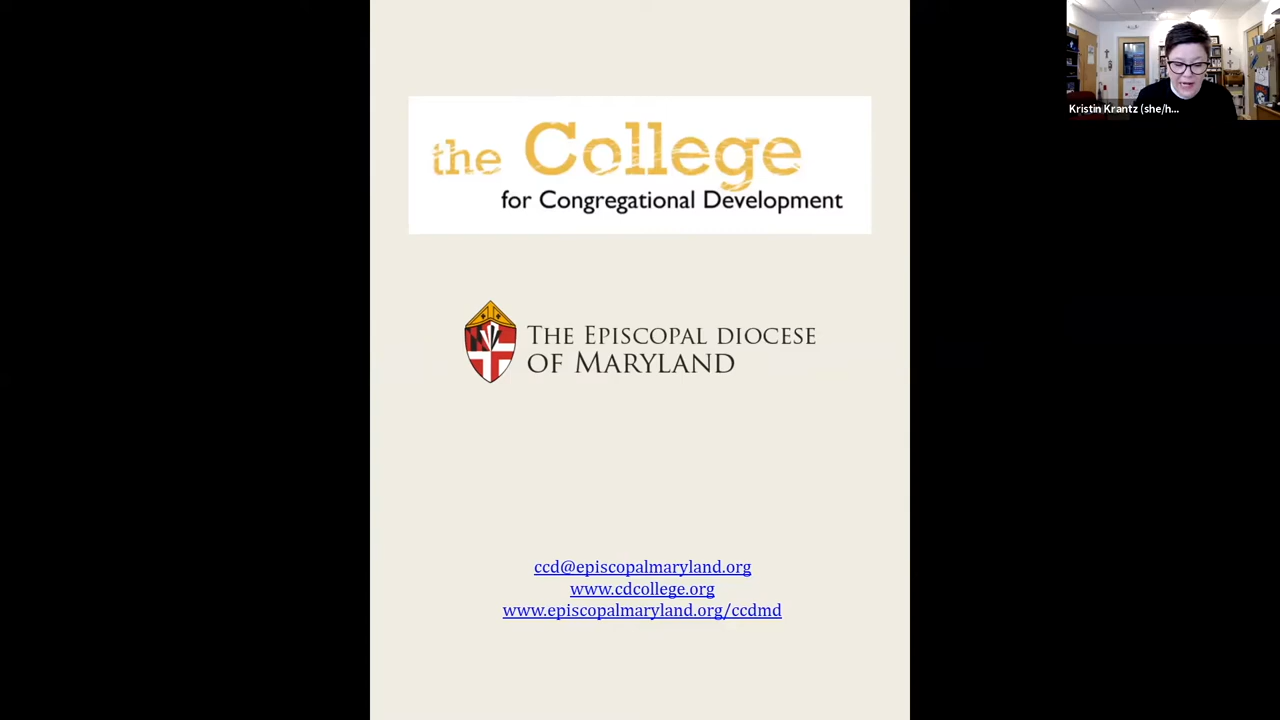 the College
for Congregational Development
THE EPISCOPAL DIOCESE
OF MARYLAND
ccd@episcopalmaryland.org
www.cdcollege.org
www.episcopalmaryland.org/ccdmd
Kristin Krantz (she/h...